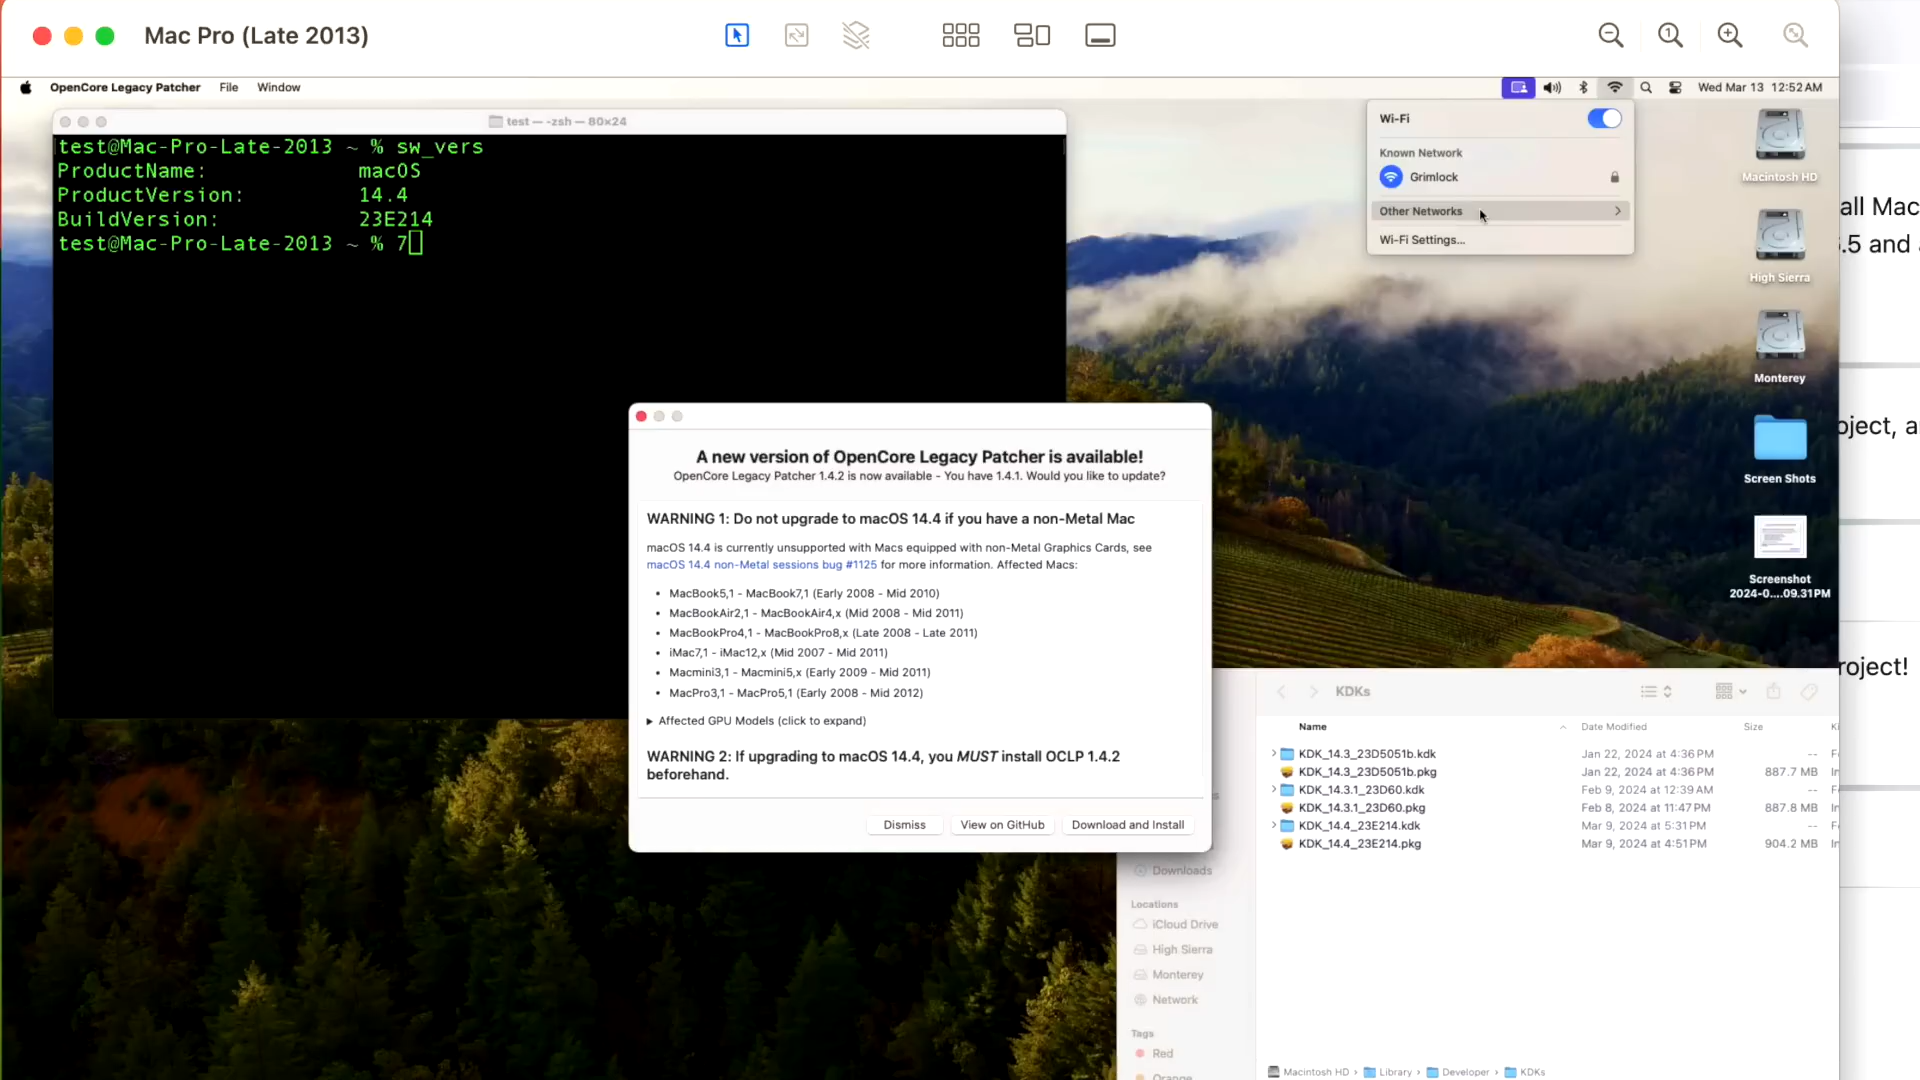 Mac Pro (Late 2013)
OpenCore Legacy Patcher File Window
Wed Mar 13 12:52 AM
test — -zsh — 80×24
test@Mac-Pro-Late-2013 ~ % sw_vers
ProductName: macOS
ProductVersion: 14.4
BuildVersion: 23E214
test@Mac-Pro-Late-2013 ~ % 7
Wi-Fi
Known Network
Grimlock
Other Networks
Wi-Fi Settings...
Macintosh HD
High Sierra
Monterey
Screen Shots
Screenshot
2024-0....09.31PM
all Mac
.5 and
oject, a
roject!
A new version of OpenCore Legacy Patcher is available!
OpenCore Legacy Patcher 1.4.2 is now available - You have 1.4.1. Would you like to update?
WARNING 1: Do not upgrade to macOS 14.4 if you have a non-Metal Mac
macOS 14.4 is currently unsupported with Macs equipped with non-Metal Graphics Cards, see
macOS 14.4 non-Metal sessions bug #1125 for more information. Affected Macs:
• MacBook5,1 - MacBook7,1 (Early 2008 - Mid 2010)
• MacBookAir2,1 - MacBookAir4,x (Mid 2008 - Mid 2011)
• MacBookPro4,1 - MacBookPro8,x (Late 2008 - Late 2011)
• iMac7,1 - iMac12,x (Mid 2007 - Mid 2011)
• Macmini3,1 - Macmini5,x (Early 2009 - Mid 2011)
• MacPro3,1 - MacPro5,1 (Early 2008 - Mid 2012)
Affected GPU Models (click to expand)
WARNING 2: If upgrading to macOS 14.4, you MUST install OCLP 1.4.2
beforehand.
Dismiss View on GitHub Download and Install
KDKs
Name Date Modified Size
KDK_14.3_23D5051b.kdk Jan 22, 2024 at 4:36 PM --
KDK_14.3_23D5051b.pkg Jan 22, 2024 at 4:36 PM 887.7 MB
KDK_14.3.1_23D60.kdk Feb 9, 2024 at 12:39 AM --
KDK_14.3.1_23D60.pkg Feb 8, 2024 at 11:47 PM 887.8 MB
KDK_14.4_23E214.kdk Mar 9, 2024 at 5:31 PM --
KDK_14.4_23E214.pkg Mar 9, 2024 at 4:51 PM 904.2 MB
Downloads
Locations
iCloud Drive
High Sierra
Monterey
Network
Tags
Red
Orange
Macintosh HD › Library › Developer › KDKs